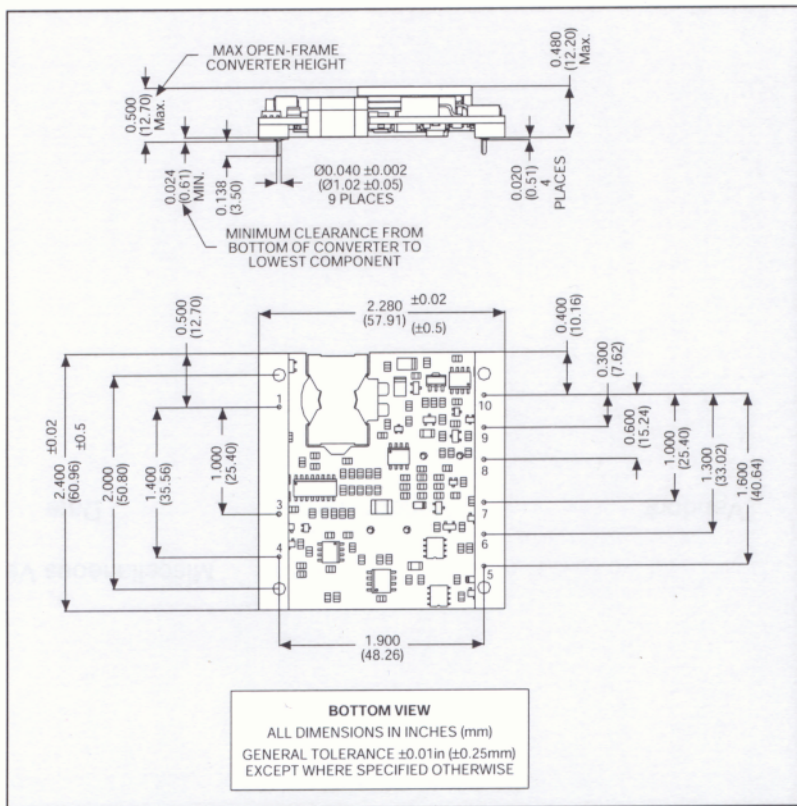 MAX OPEN-FRAME
CONVERTER HEIGHT
0.480
(12.20)
Max.
0.500
(12.70)
Max.
0.024
(0.61)
MIN.
0.138
(3.50)
Ø0.040 ±0.002
(Ø1.02 ±0.05)
9 PLACES
0.020
(0.51)
4
PLACES
MINIMUM CLEARANCE FROM
BOTTOM OF CONVERTER TO
LOWEST COMPONENT
0.500
(12.70)
2.280 ±0.02
(57.91) (±0.5)
0.400
(10.16)
0.300
(7.62)
2.400 ±0.02
(60.96) ±0.5
2.000
(50.80)
1.400
(35.56)
1.000
(25.40)
1
3
4
10
9
8
7
6
5
0.600
(15.24)
1.000
(25.40)
1.300
(33.02)
1.600
(40.64)
1.900
(48.26)
BOTTOM VIEW
ALL DIMENSIONS IN INCHES (mm)
GENERAL TOLERANCE ±0.01in (±0.25mm)
EXCEPT WHERE SPECIFIED OTHERWISE